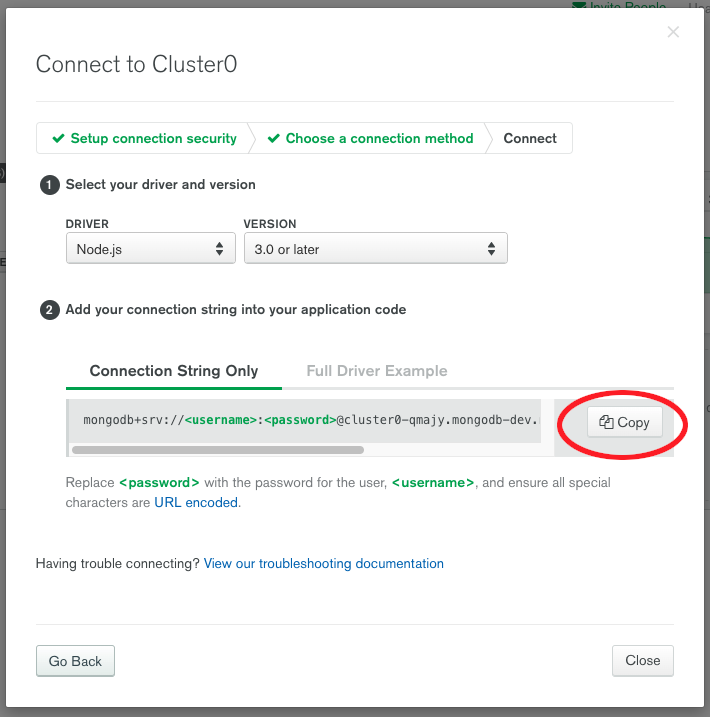 Invite People
Connect to Cluster0
Setup connection security
Choose a connection method
Connect
1 Select your driver and version
DRIVER
VERSION
Node.js
3.0 or later
2 Add your connection string into your application code
Connection String Only
Full Driver Example
mongodb+srv://<username>:<password>@cluster0-qmajy.mongodb-dev.
Copy
Replace <password> with the password for the user, <username>, and ensure all special
characters are URL encoded.
Having trouble connecting? View our troubleshooting documentation
Go Back
Close